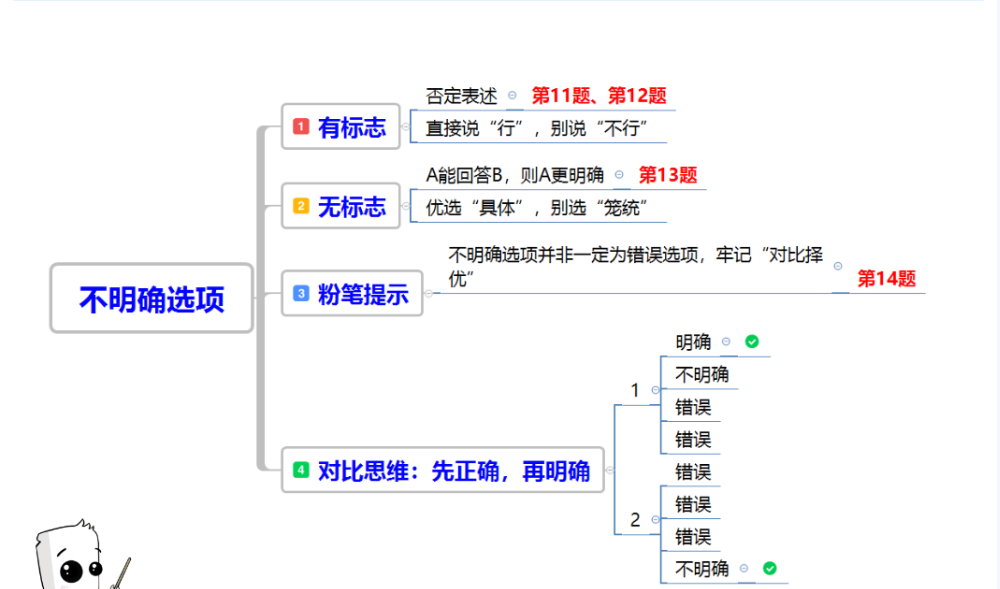 不明确选项
1 有标志
否定表述 第11题、第12题
直接说“行”，别说“不行”
2 无标志
A能回答B，则A更明确 第13题
优选“具体”，别选“笼统”
3 粉笔提示
不明确选项并非一定为错误选项，牢记“对比择
优” 第14题
4 对比思维：先正确，再明确
1
明确
不明确
错误
错误
2
错误
错误
错误
不明确